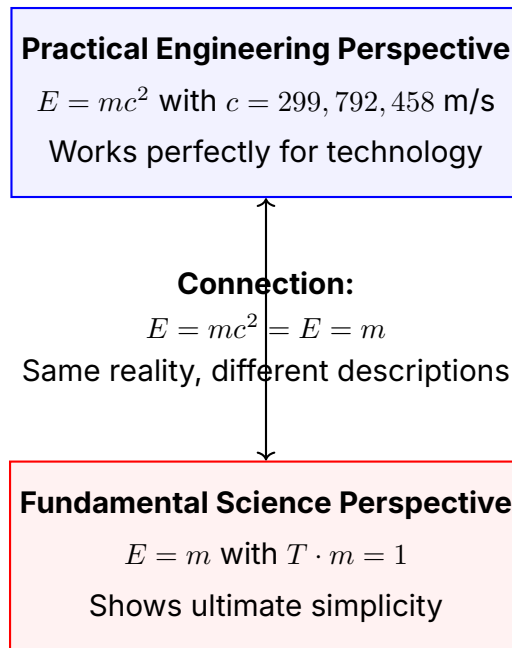 Practical Engineering Perspective
E = mc² with c = 299, 792, 458 m/s
Works perfectly for technology
Connection:
E = mc² = E = m
Same reality, different descriptions
Fundamental Science Perspective
E = m with T · m = 1
Shows ultimate simplicity